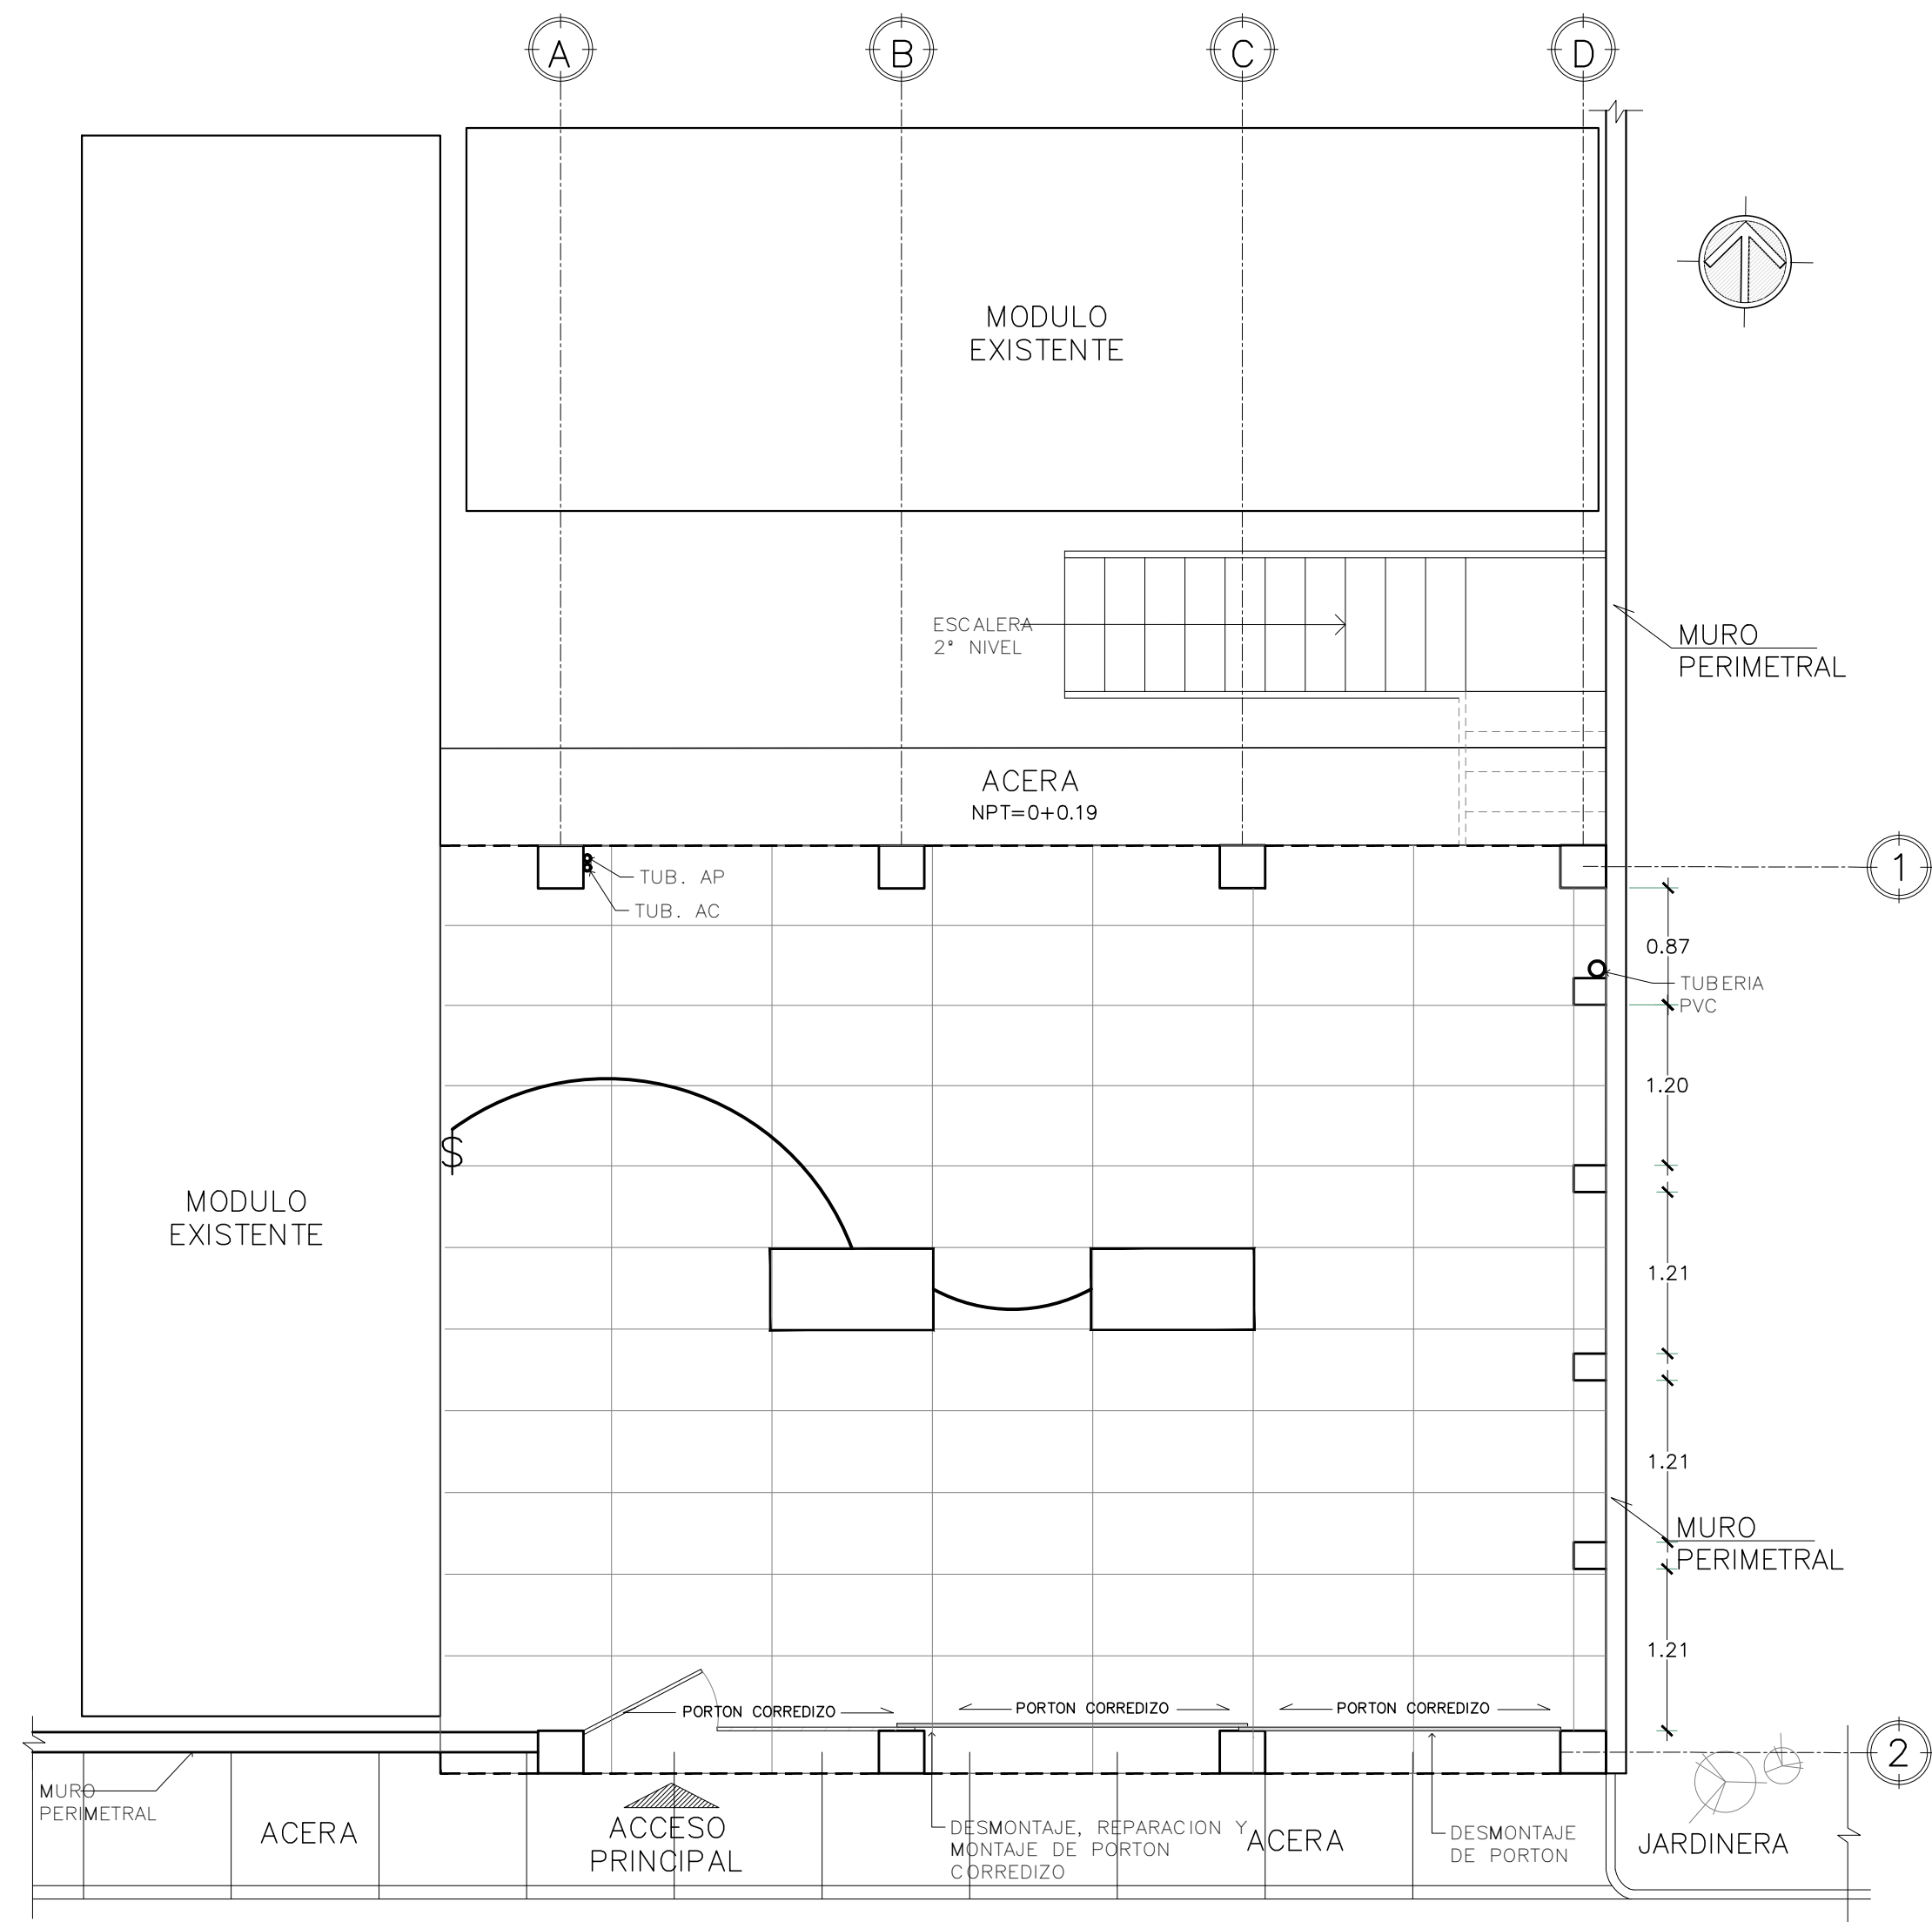 A
B
C
D
MODULO
EXISTENTE
ESCALERA
2° NIVEL
MURO
PERIMETRAL
ACERA
NPT=0+0.19
1
TUB. AP
TUB. AC
0.87
TUBERIA
PVC
1.20
$
MODULO
EXISTENTE
1.21
1.21
MURO
PERIMETRAL
1.21
PORTON CORREDIZO
PORTON CORREDIZO
PORTON CORREDIZO
2
MURO
PERIMETRAL
ACERA
ACCESO
PRINCIPAL
DESMONTAJE, REPARACION Y
MONTAJE DE PORTON
CORREDIZO
ACERA
DESMONTAJE
DE PORTON
JARDINERA